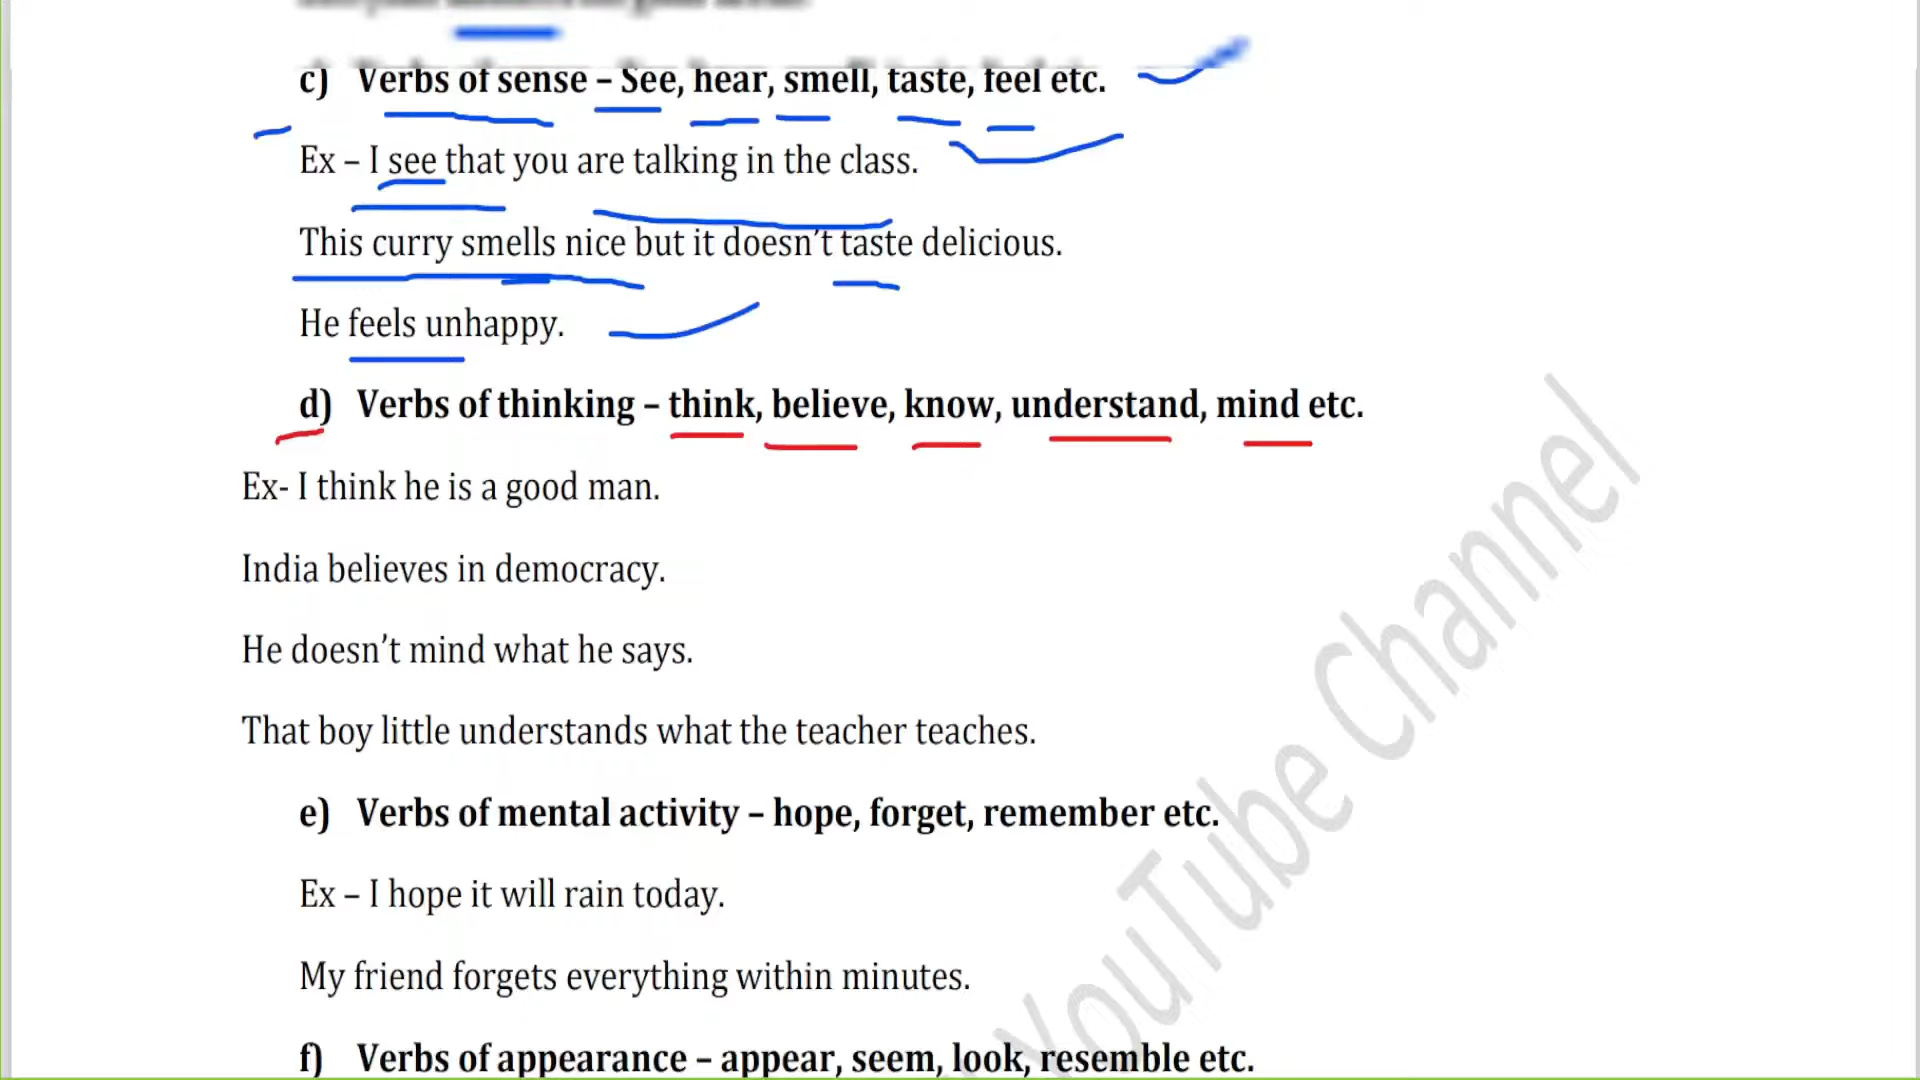 c) Verbs of sense – See, hear, smell, taste, feel etc.
Ex – I see that you are talking in the class.
This curry smells nice but it doesn’t taste delicious.
He feels unhappy.
d) Verbs of thinking – think, believe, know, understand, mind etc.
Ex- I think he is a good man.
India believes in democracy.
He doesn’t mind what he says.
That boy little understands what the teacher teaches.
e) Verbs of mental activity – hope, forget, remember etc.
Ex – I hope it will rain today.
My friend forgets everything within minutes.
f) Verbs of appearance – appear, seem, look, resemble etc.
YouTube Channel